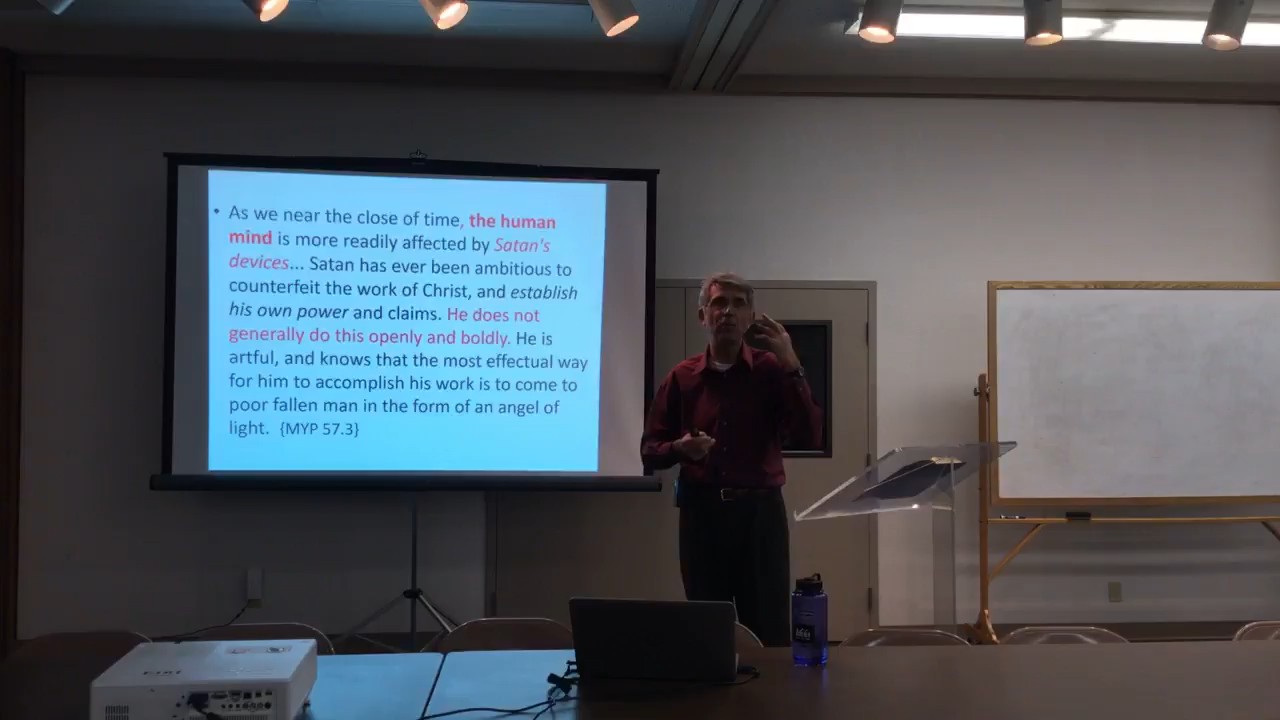 • As we near the close of time, the human
mind is more readily affected by Satan's
devices... Satan has ever been ambitious to
counterfeit the work of Christ, and establish
his own power and claims. He does not
generally do this openly and boldly. He is
artful, and knows that the most effectual way
for him to accomplish his work is to come to
poor fallen man in the form of an angel of
light. {MYP 57.3}